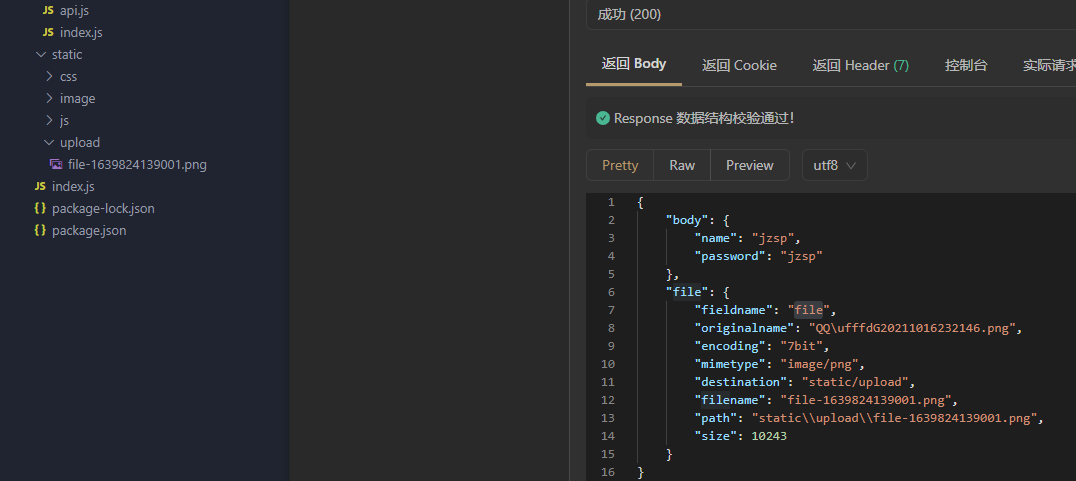 api.js
index.js
static
css
image
js
upload
file-1639824139001.png
index.js
package-lock.json
package.json
成功 (200)
返回 Body 返回 Cookie 返回 Header (7) 控制台 实际请求
Response 数据结构校验通过！
Pretty Raw Preview utf8
1 {
2 "body": {
3 "name": "jzsp",
4 "password": "jzsp"
5 },
6 "file": {
7 "fieldname": "file",
8 "originalname": "QQ\ufffdG20211016232146.png",
9 "encoding": "7bit",
10 "mimetype": "image/png",
11 "destination": "static/upload",
12 "filename": "file-1639824139001.png",
13 "path": "static\\upload\\file-1639824139001.png",
14 "size": 10243
15 }
16 }